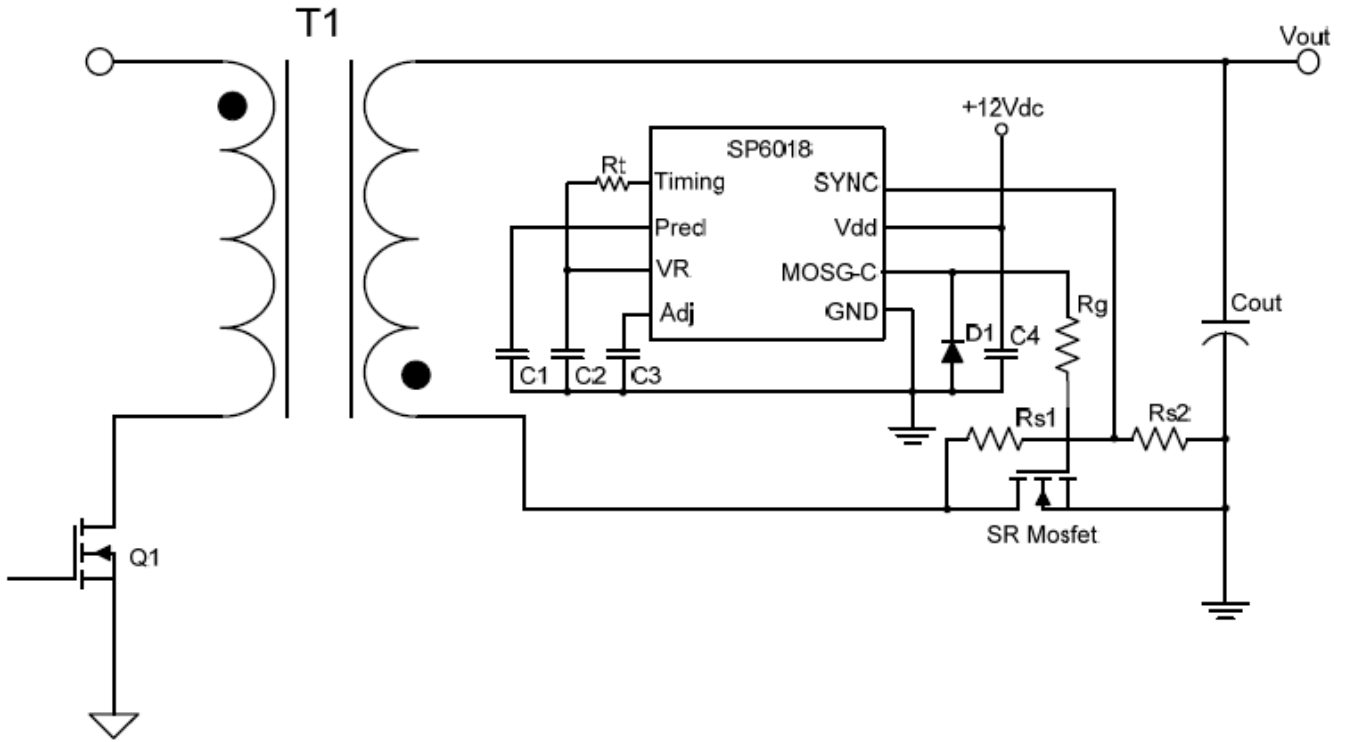 T1
Vout
+12Vdc
SP6018
Rt
Timing
SYNC
Pred
Vdd
VR
MOSG-C
Adj
GND
Rg
Cout
D1
C4
C1
C2
C3
Rs1
Rs2
SR Mosfet
Q1